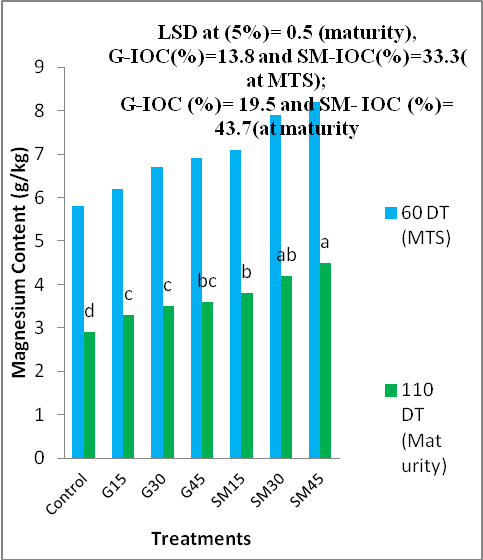 LSD at (5%)= 0.5 (maturity),
G-IOC(%)=13.8 and SM-IOC(%)=33.3(
at MTS);
G-IOC (%)= 19.5 and SM- IOC (%)=
43.7(at maturity
9
8
7
6
5
4
3
2
1
0
Magnesium Content (g/kg)
d
c
c
bc
b
ab
a
60 DT
(MTS)
110
DT
(Mat
urity)
Control
G15
G30
G45
SM15
SM30
SM45
Treatments